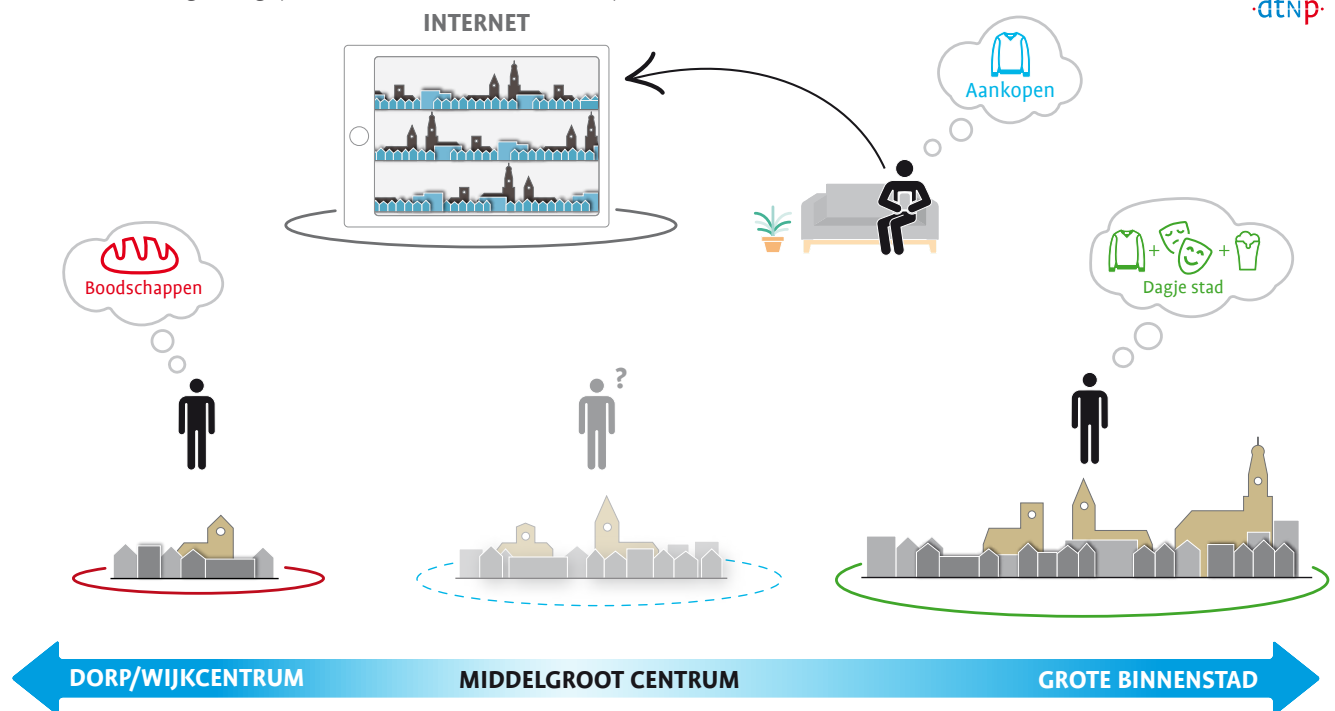 ·dtNp·
INTERNET
Aankopen
Boodschappen
+ +
Dagje stad
?
DORP/WIJKCENTRUM
MIDDELGROOT CENTRUM
GROTE BINNENSTAD